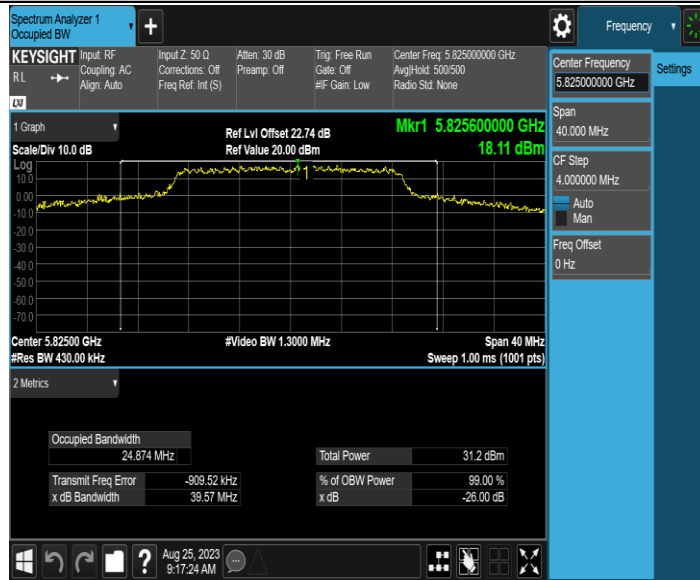 Spectrum Analyzer 1
Occupied BW
+
Frequency
KEYSIGHT
RL
LXI
Input: RF
Coupling: AC
Align: Auto
Input Z: 50 Ω
Corrections: Off
Freq Ref: Int (S)
Atten: 30 dB
Preamp: Off
Trig: Free Run
Gate: Off
#IF Gain: Low
Center Freq: 5.825000000 GHz
Avg|Hold: 500/500
Radio Std: None
Center Frequency
5.825000000 GHz
Settings
Span
40.000 MHz
CF Step
4.000000 MHz
Auto
Man
Freq Offset
0 Hz
1 Graph
Scale/Div 10.0 dB
Ref Lvl Offset 22.74 dB
Ref Value 20.00 dBm
Mkr1 5.825600000 GHz
18.11 dBm
Log
10.0
0.00
-10.0
-20.0
-30.0
-40.0
-50.0
-60.0
-70.0
1
Center 5.82500 GHz
#Res BW 430.00 kHz
#Video BW 1.3000 MHz
Span 40 MHz
Sweep 1.00 ms (1001 pts)
2 Metrics
Occupied Bandwidth
24.874 MHz
Total Power 31.2 dBm
Transmit Freq Error -909.52 kHz
% of OBW Power 99.00 %
x dB Bandwidth 39.57 MHz
x dB -26.00 dB
?
Aug 25, 2023
9:17:24 AM